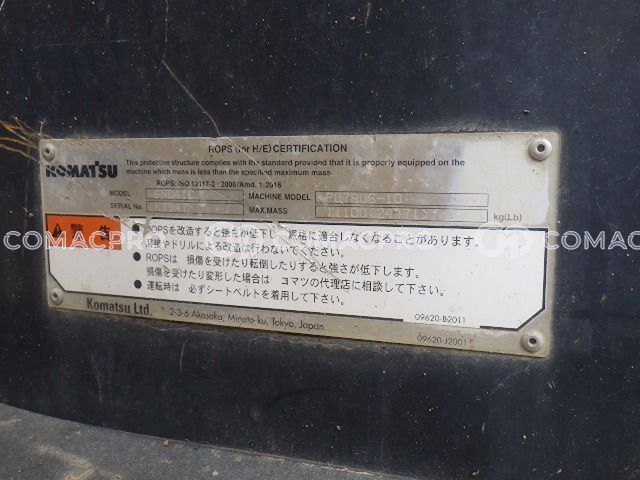 ROPS (for H/E) CERTIFICATION
KOMATSU
This protective structure complies with the standard provided that it is properly equipped on the
machine which mass is less than the specified maximum mass.
ROPS: ISO 12117-2 : 2008/Amd. 1:2016
MODEL MACHINE MODEL PC78US-10
SERIAL No. MAX.MASS kg(Lb)
警告
● ROPSを改造すると強さが低下し、規格に適合しなくなることがあります。
溶接やドリルによる改造は行わないでください。
● ROPSは 損傷を受けたり転倒したりすると強さが低下します。
損傷を受けたり変形した場合は コマツの代理店に相談して下さい。
● 運転時は 必ずシートベルトを着用して下さい。
09620-B2011
Komatsu Ltd. 2-3-6 Akasaka, Minato-ku, Tokyo, Japan
09620-J2001
COMACPRO